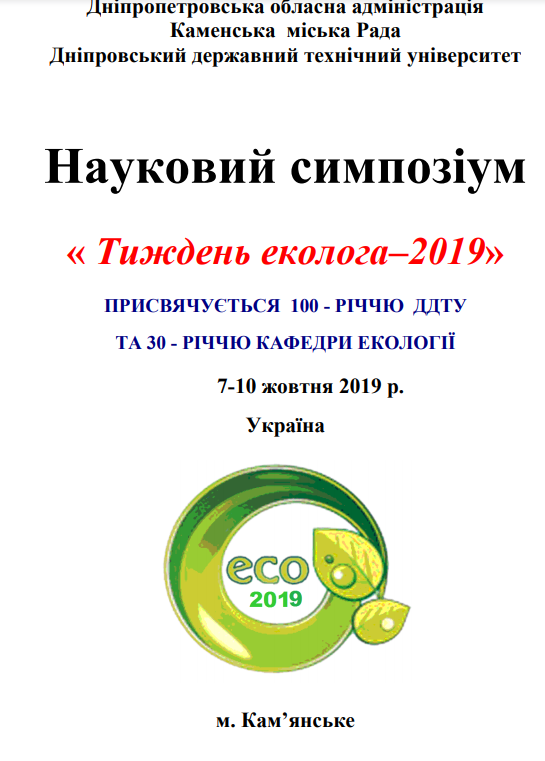 Дніпропетровська обласна адміністрація
Каменська міська Рада
Дніпровський державний технічний університет
Науковий симпозіум
« Тиждень еколога–2019»
ПРИСВЯЧУЄТЬСЯ 100 - РІЧЧЮ ДДТУ
ТА 30 - РІЧЧЮ КАФЕДРИ ЕКОЛОГІЇ
7-10 жовтня 2019 р.
Україна
eco
2019
м. Кам’янське